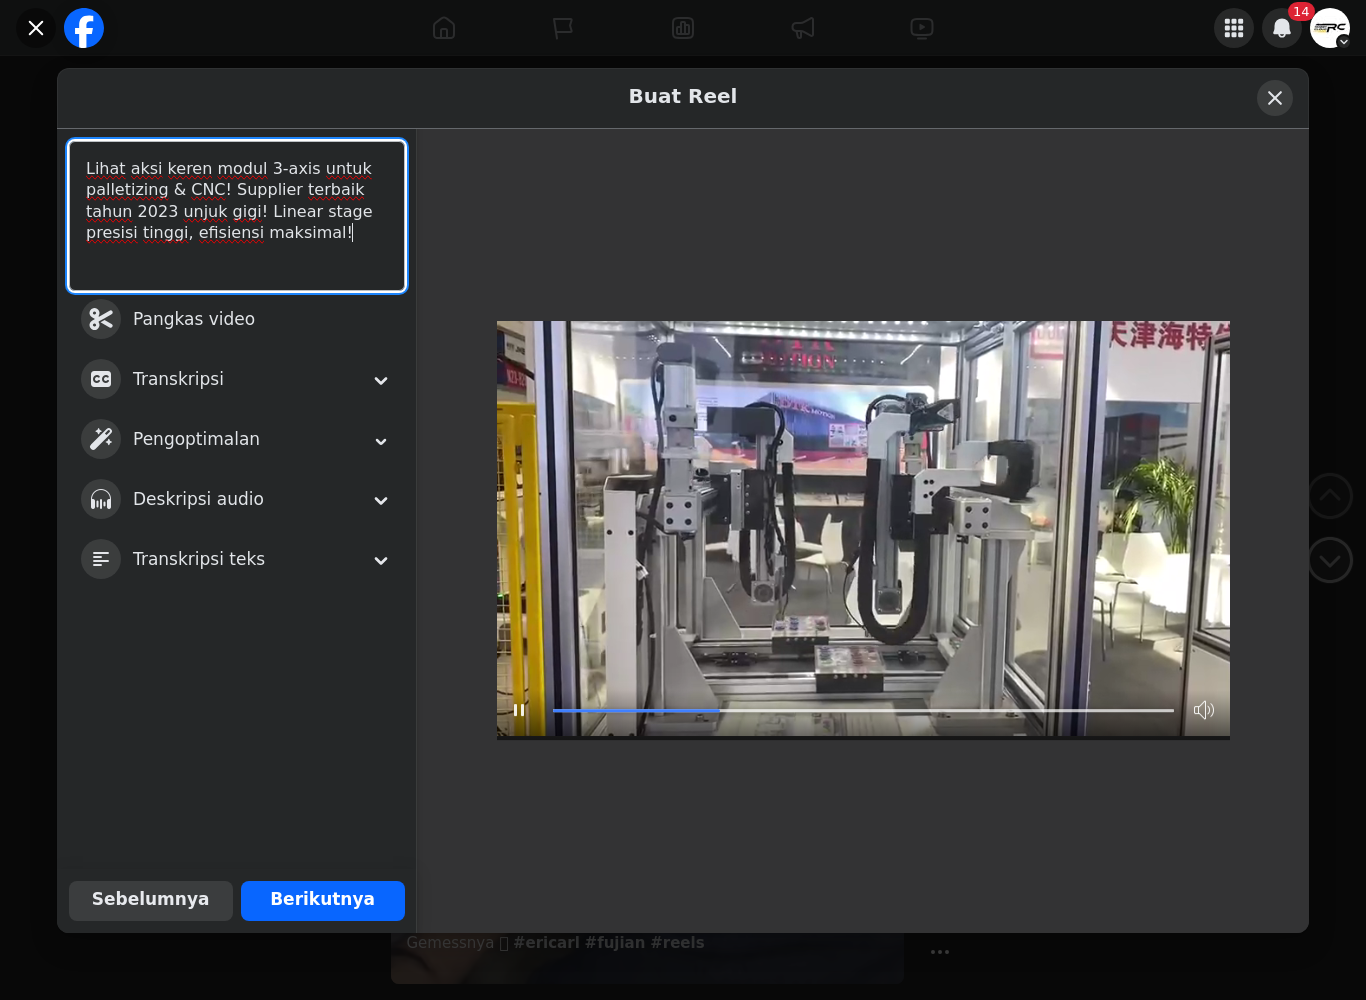 14
Buat Reel
Lihat aksi keren modul 3-axis untuk
palletizing & CNC! Supplier terbaik
tahun 2023 unjuk gigi! Linear stage
presisi tinggi, efisiensi maksimal!
Pangkas video
Transkripsi
Pengoptimalan
Deskripsi audio
Transkripsi teks
Sebelumnya
Berikutnya
天津海特
Gemessnya #ericarl #fujian #reels